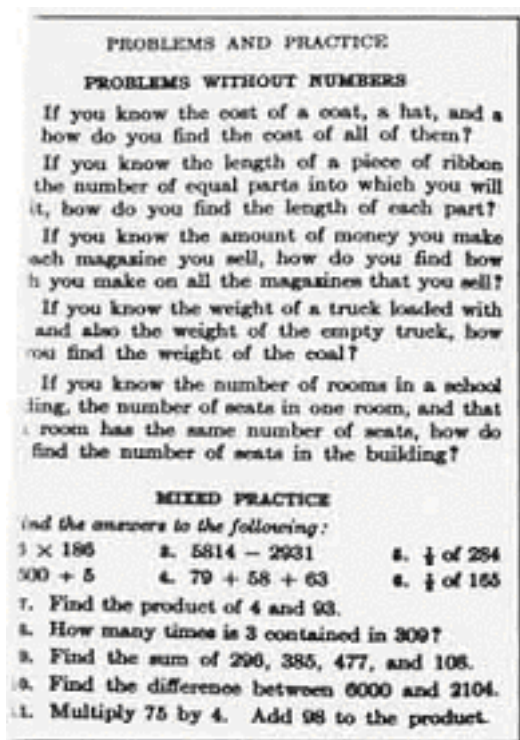 PROBLEMS AND PRACTICE
PROBLEMS WITHOUT NUMBERS
If you know the cost of a coat, a hat, and a
how do you find the cost of all of them?
If you know the length of a piece of ribbon
the number of equal parts into which you will
it, how do you find the length of each part?
If you know the amount of money you make
ach magazine you sell, how do you find how
h you make on all the magazines that you sell?
If you know the weight of a truck loaded with
and also the weight of the empty truck, how
you find the weight of the coal?
If you know the number of rooms in a school
ding, the number of seats in one room, and that
room has the same number of seats, how do
find the number of seats in the building?
MIXED PRACTICE
ind the answers to the following:
× 186 3. 5814 − 2931 5. of 284
500 + 5 4. 79 + 58 + 63 6. of 165
7. Find the product of 4 and 93.
8. How many times is 3 contained in 309?
9. Find the sum of 296, 385, 477, and 106.
0. Find the difference between 6000 and 2104.
1. Multiply 75 by 4. Add 98 to the product.